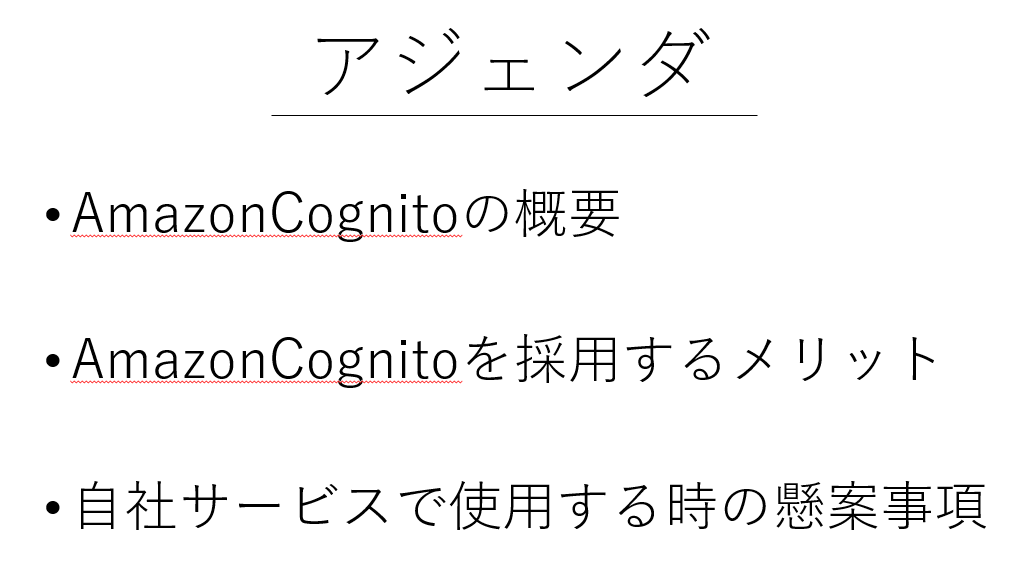 アジェンダ
•AmazonCognitoの概要
•AmazonCognitoを採用するメリット
•自社サービスで使用する時の懸案事項